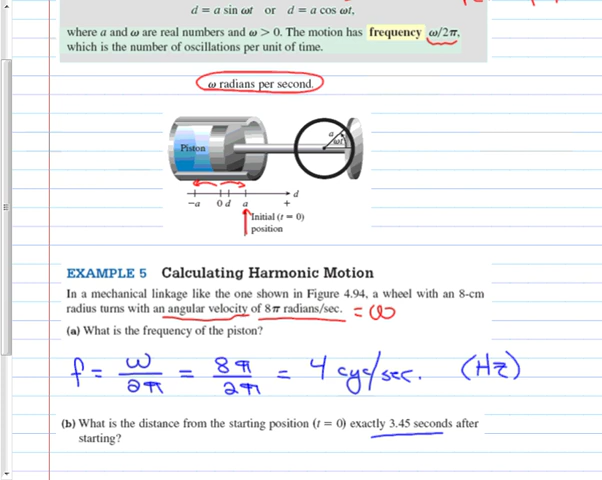 d = a sin ωt or d = a cos ωt,
where a and ω are real numbers and ω > 0. The motion has frequency ω/2π,
which is the number of oscillations per unit of time.
ω radians per second.
Piston
a
ωt
d
-a 0 d a +
Initial (t = 0)
position
EXAMPLE 5 Calculating Harmonic Motion
In a mechanical linkage like the one shown in Figure 4.94, a wheel with an 8-cm
radius turns with an angular velocity of 8π radians/sec. = ω
(a) What is the frequency of the piston?
f = ω/2π = 8π/2π = 4 cyc/sec. (Hz)
(b) What is the distance from the starting position (t = 0) exactly 3.45 seconds after
starting?